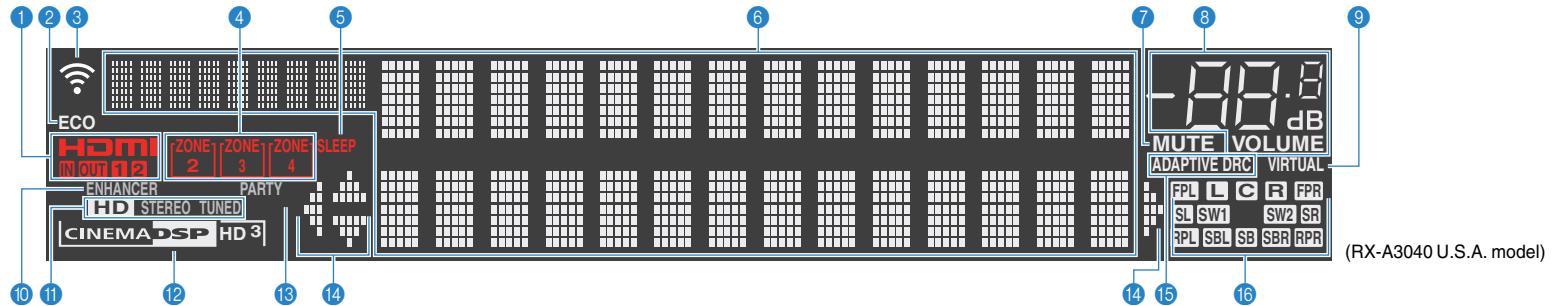 1 2 3 4 5 6 7 8 9
-88.8
dB
ECO
MUTE VOLUME
HDMI
ZONE 2 ZONE 3 ZONE 4 SLEEP
IN OUT 1 2
ADAPTIVE DRC VIRTUAL
ENHANCER PARTY
HD STEREO TUNED
CINEMA DSP HD 3
FPL L C R FPR
SL SW1 SW2 SR
RPL SBL SB SBR RPR
(RX-A3040 U.S.A. model)
10 11 12 13 14 14 15 16